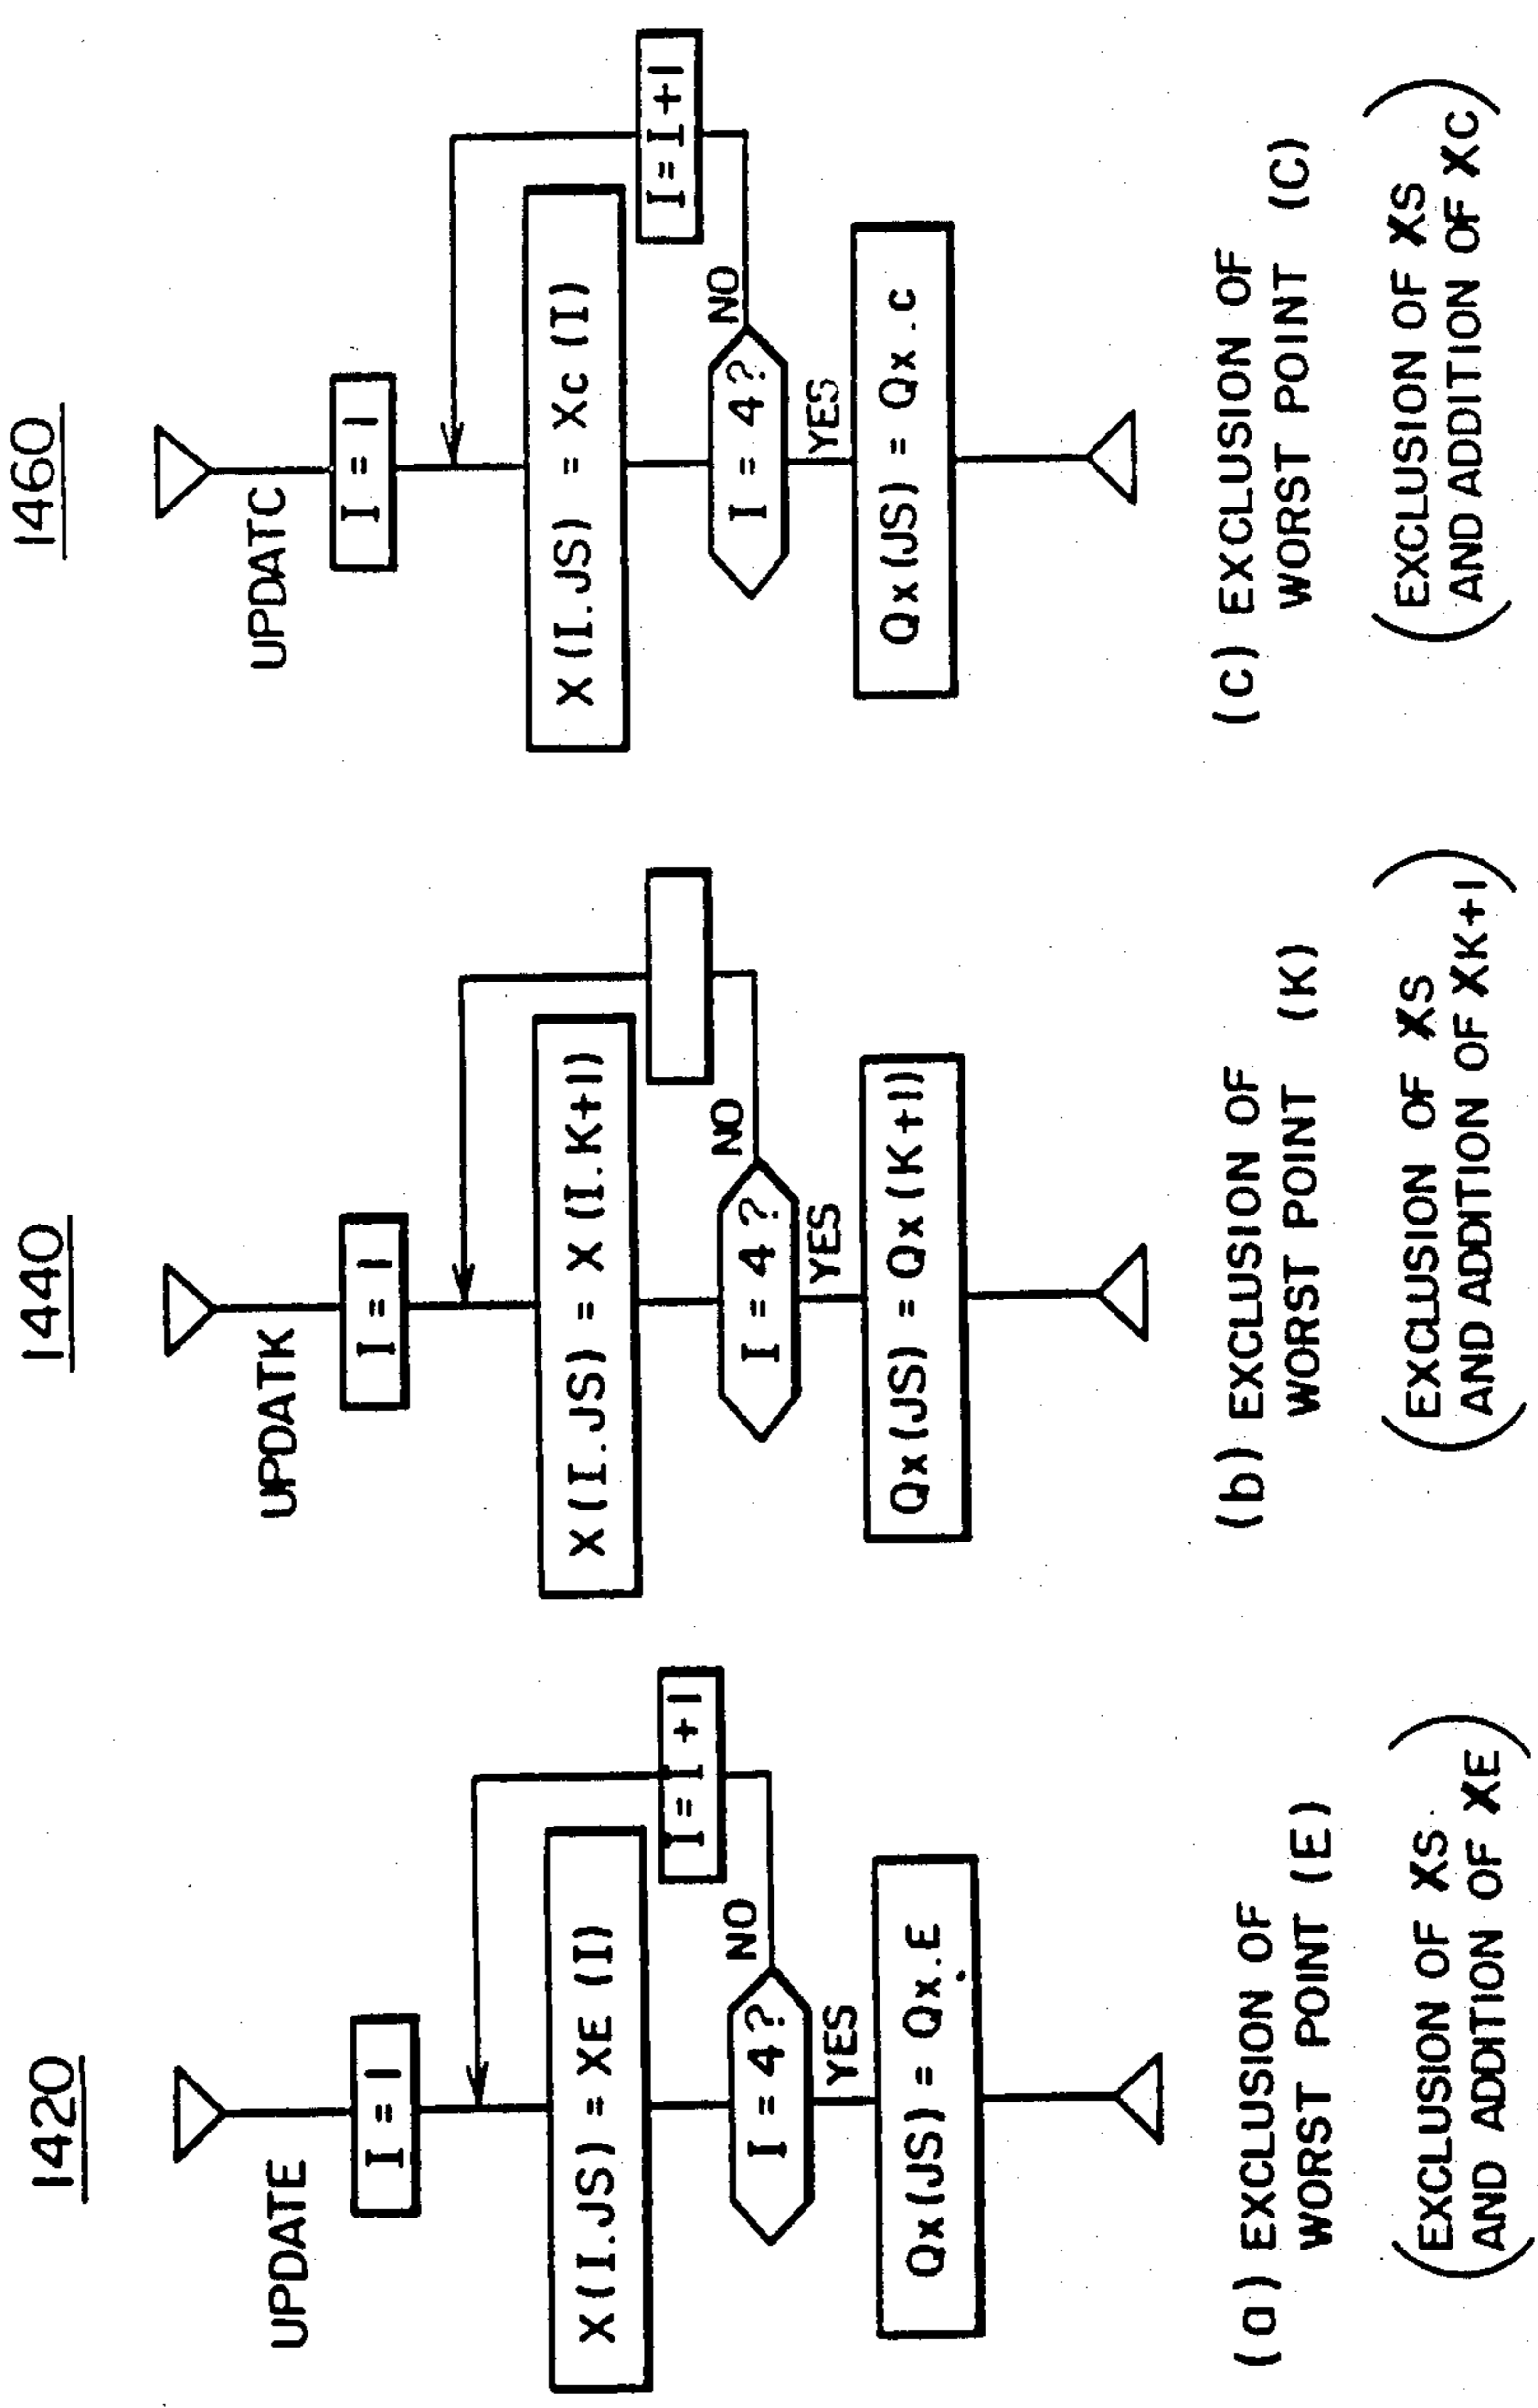 1420
UPDATE
I = 1
X(I.JS) = XE (I)
I = 4?
NO
I = I + 1
YES
Qx(JS) = Qx.E
(a) EXCLUSION OF
WORST POINT (E)
(EXCLUSION OF XS
AND ADDITION OF XE)
1440
UPDATK
I = 1
X(I.JS) = X(I.K+1)
I = 4?
NO
YES
Qx(JS) = Qx(K+1)
(b) EXCLUSION OF
WORST POINT (K)
(EXCLUSION OF XS
AND ADDITION OF XK+1)
1460
UPDATC
I = 1
X(I.JS) = Xc(I)
I = 4?
NO
I = I + 1
YES
Qx(JS) = Qx.c
(c) EXCLUSION OF
WORST POINT (C)
(EXCLUSION OF XS
AND ADDITION OF XC)